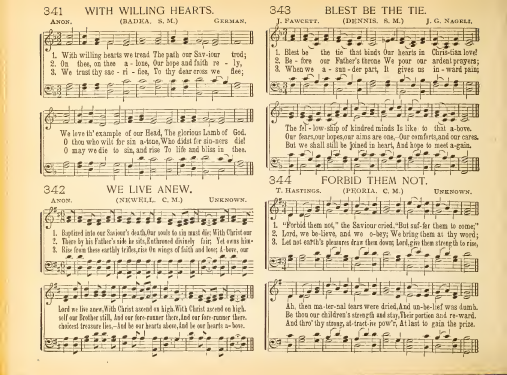 341 WITH WILLING HEARTS.
ANON. (BADEA. S. M.) GERMAN.
1. With willing hearts we tread The path our Sav-iour trod;
2. On thee, on thee a-lone, Our hope and faith re-ly,
3. We trust thy sac-ri-fice, To thy dear cross we flee;
We love th' example of our Head, The glorious Lamb of God.
O thou who wilt for sin a-tone, Who didst for sin-ners die!
O may we die to sin, and rise To life and bliss in thee.
342 WE LIVE ANEW.
ANON. (NEWELL. C. M.) UNKNOWN.
1. Baptized into our Saviour's death, Our souls to sin must die; With Christ our
2. There by his Father's side he sits, Enthroned divinely fair; Yet owns him-
3. Rise from these earthly trifles, rise On wings of faith and love; A-bove, our
Lord we live anew, With Christ ascend on high, With Christ ascend on high.
self our Brother still, And our fore-runner there, And our fore-runner there.
choicest treasure lies,—And be our hearts above, And be our hearts a-bove.
343 BLEST BE THE TIE.
J. FAWCETT. (DENNIS. S. M.) J. G. NAGELI.
1. Blest be the tie that binds Our hearts in Chris-tian love!
2. Be-fore our Father's throne We pour our ardent prayers;
3. When we a-sun-der part, It gives us in-ward pain;
The fel-low-ship of kindred minds Is like to that a-bove.
Our fears, our hopes, our aims are one,—Our comforts, and our cares.
But we shall still be joined in heart, And hope to meet a-gain.
344 FORBID THEM NOT.
T. HASTINGS. (PEORIA. C. M.) UNKNOWN.
1. "Forbid them not," the Saviour cried, "But suf-fer them to come;"
2. Lord, we be-lieve, and we o-bey; We bring them at thy word;
3. Let not earth's pleasures draw them down; Lord, give them strength to rise,
Ah, then ma-ter-nal tears were dried, And un-be-lief was dumb.
Be thou our children's strength and stay, Their portion and re-ward.
And thro' thy strong, at-tract-ive pow'r, At last to gain the prize.